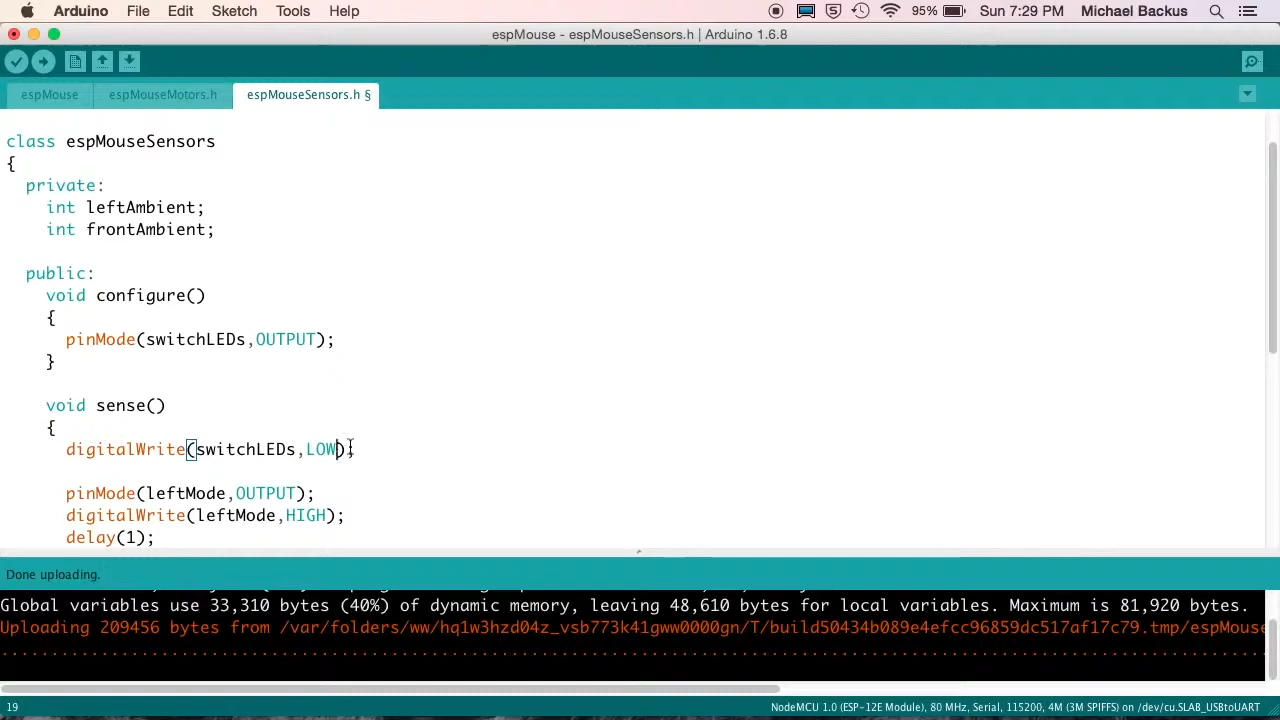 Arduino File Edit Sketch Tools Help 95% Sun 7:29 PM Michael Backus
espMouse - espMouseSensors.h | Arduino 1.6.8
espMouse espMouseMotors.h espMouseSensors.h §
class espMouseSensors
{
private:
int leftAmbient;
int frontAmbient;
public:
void configure()
{
pinMode(switchLEDs,OUTPUT);
}
void sense()
{
digitalWrite(switchLEDs,LOW);
pinMode(leftMode,OUTPUT);
digitalWrite(leftMode,HIGH);
delay(1);
Done uploading.
Global variables use 33,310 bytes (40%) of dynamic memory, leaving 48,610 bytes for local variables. Maximum is 81,920 bytes.
Uploading 209456 bytes from /var/folders/ww/hq1w3hzd04z_vsb773k41gww0000gn/T/build50434b089e4efcc96859dc517af17c79.tmp/espMouse
................................................................................................................................
19 NodeMCU 1.0 (ESP-12E Module), 80 MHz, Serial, 115200, 4M (3M SPIFFS) on /dev/cu.SLAB_USBtoUART